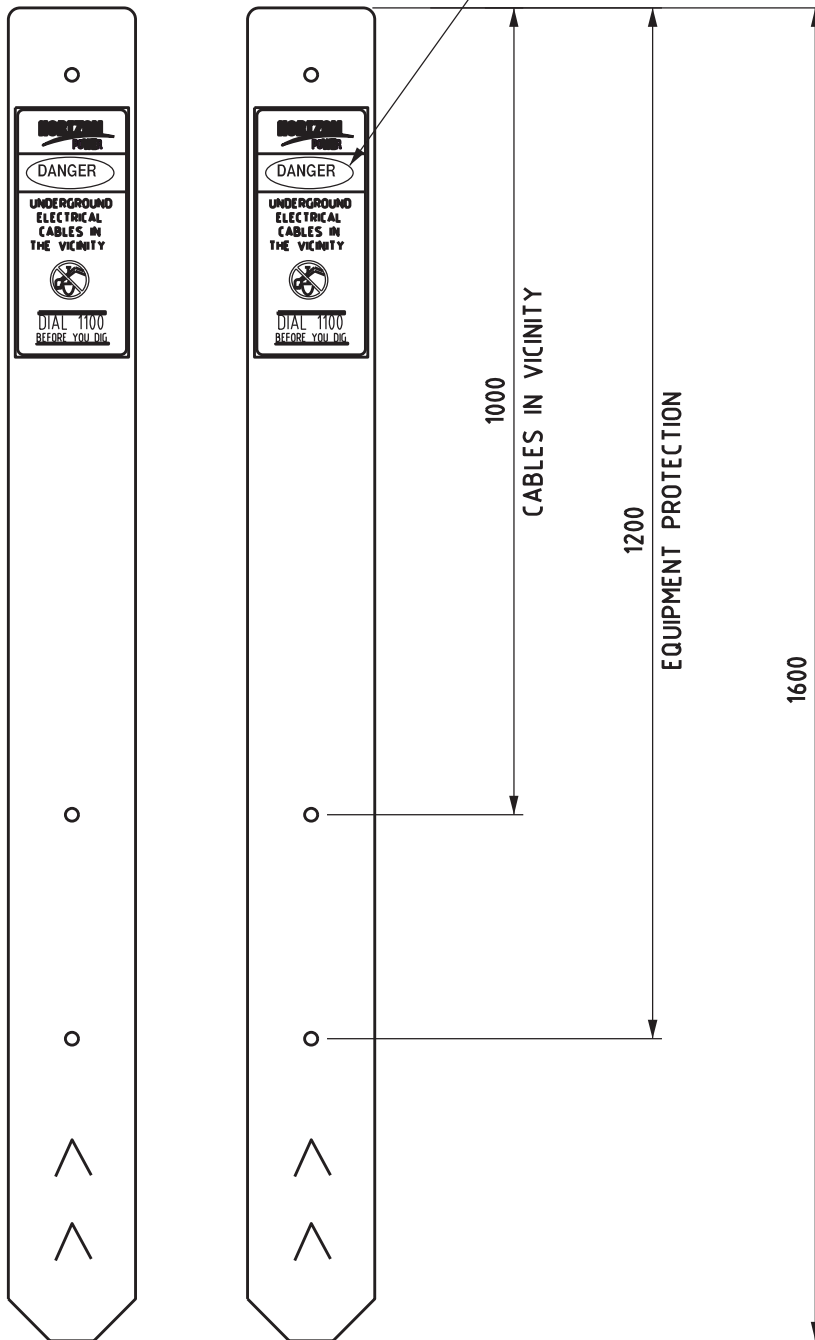 HORIZON
POWER
DANGER
UNDERGROUND
ELECTRICAL
CABLES IN
THE VICINITY
DIAL 1100
BEFORE YOU DIG
HORIZON
POWER
DANGER
UNDERGROUND
ELECTRICAL
CABLES IN
THE VICINITY
DIAL 1100
BEFORE YOU DIG
1000
CABLES IN VICINITY
1200
EQUIPMENT PROTECTION
1600